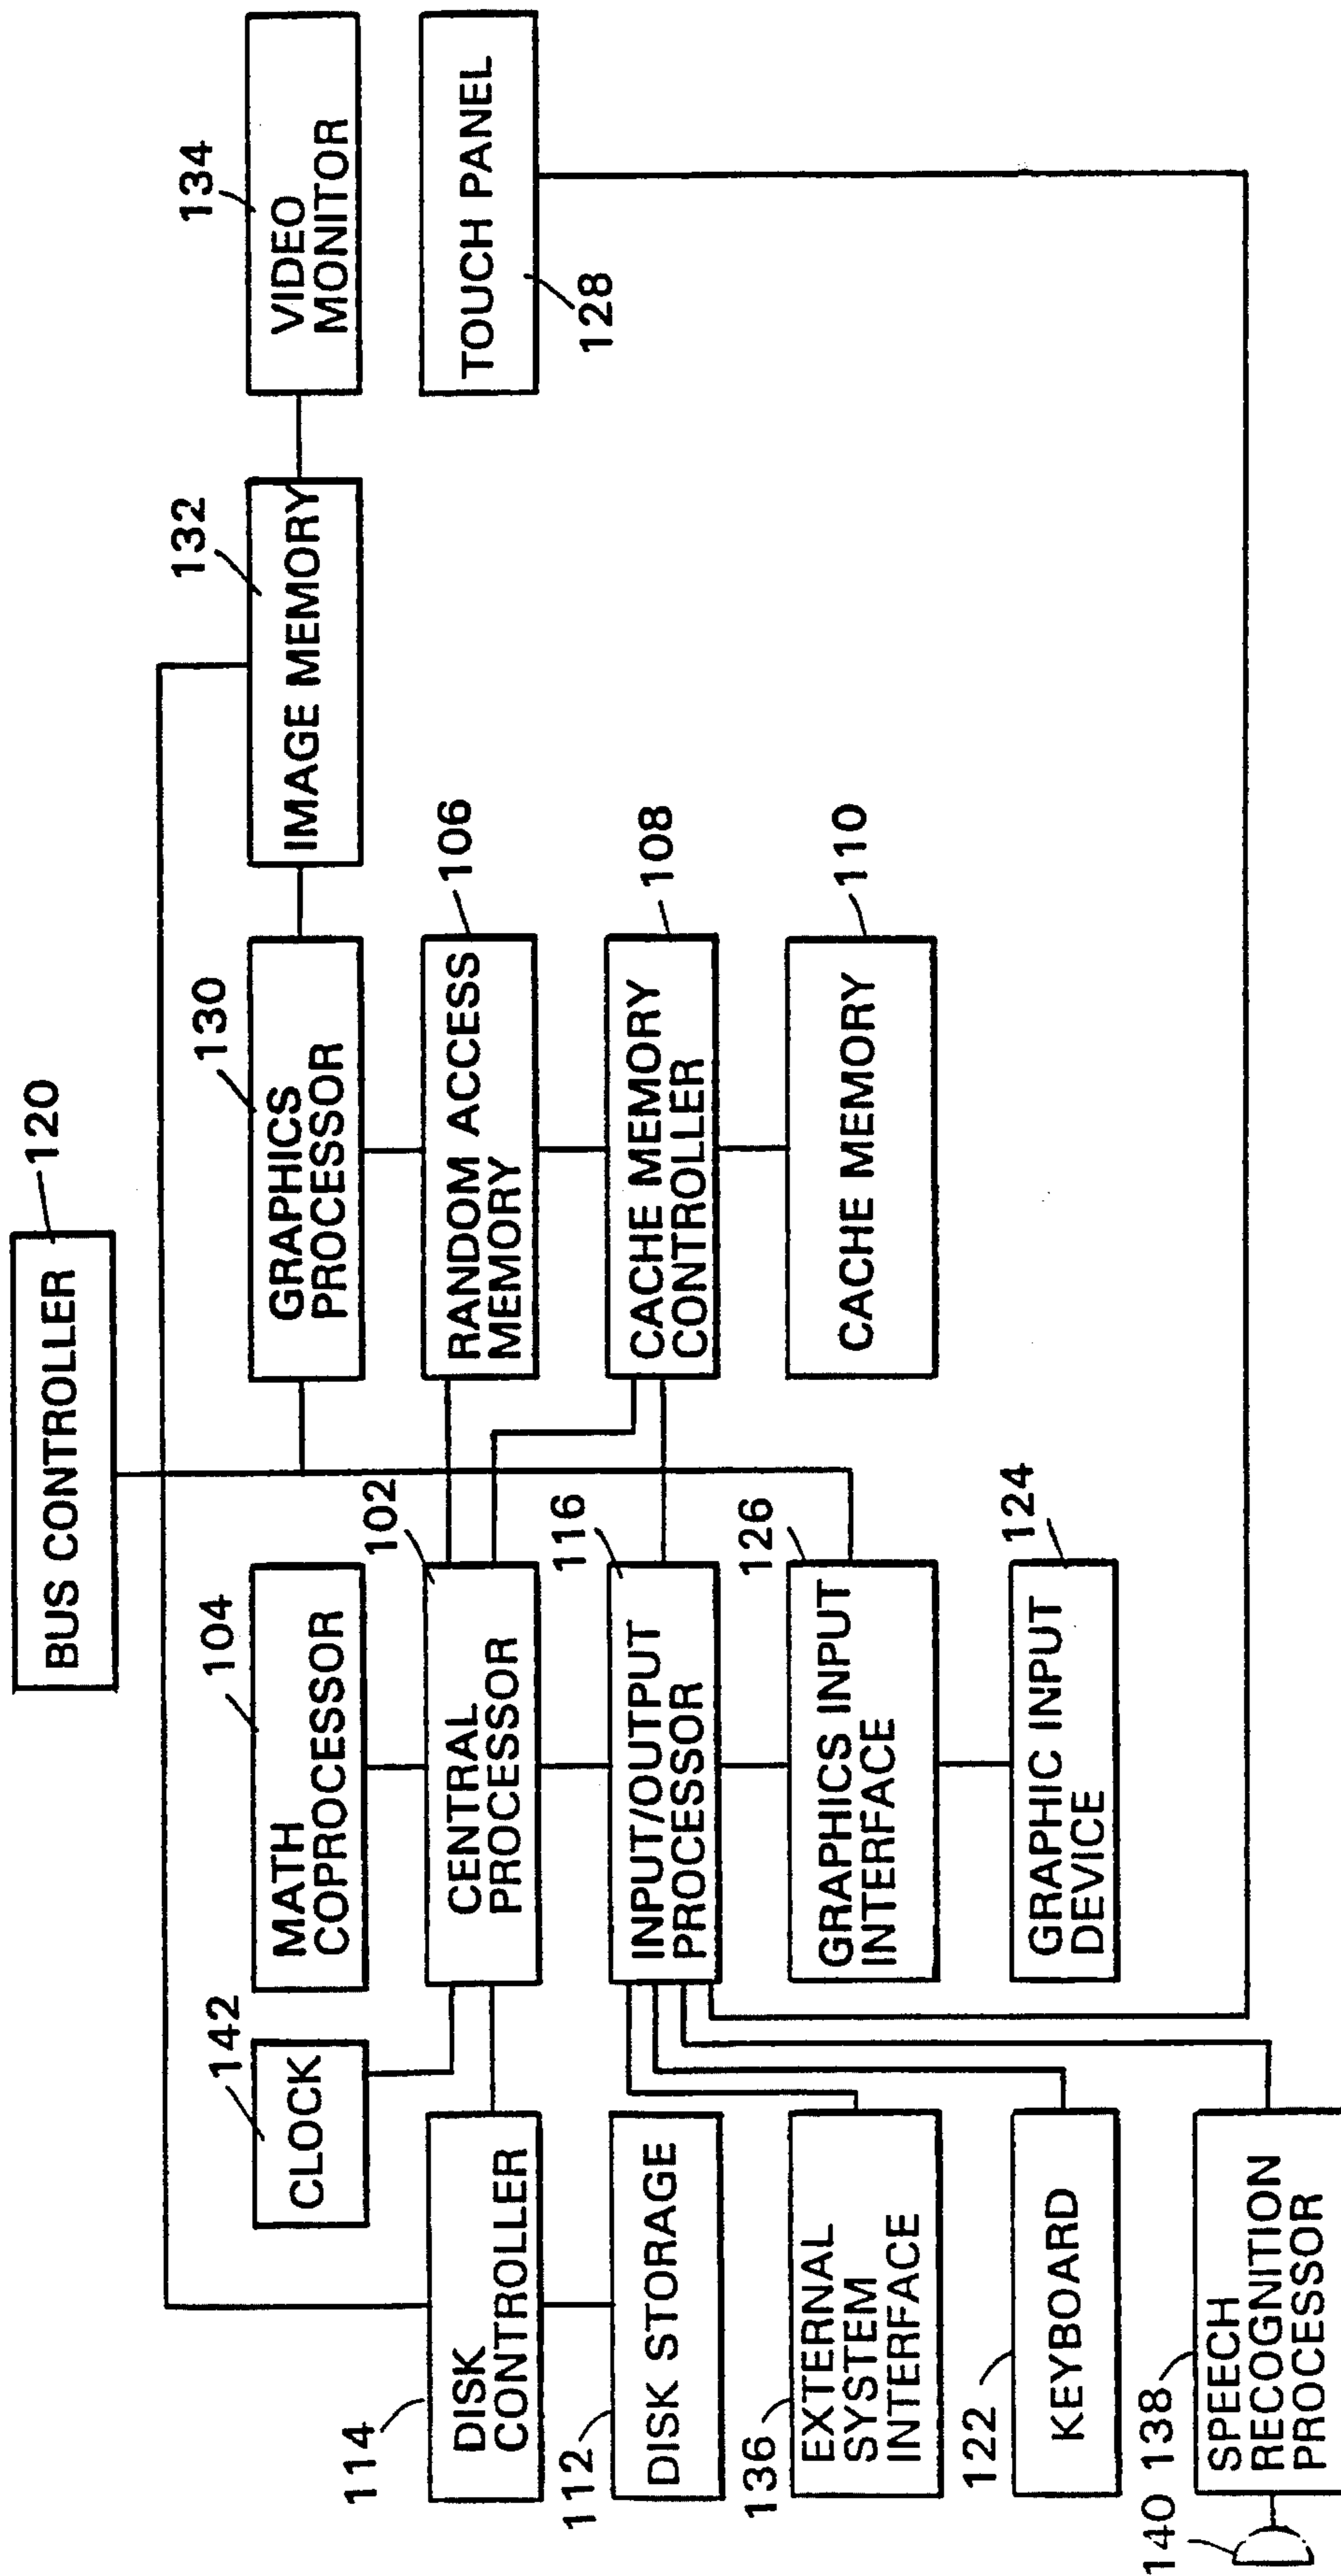 BUS CONTROLLER
120
142
CLOCK
104
MATH
COPROCESSOR
130
GRAPHICS
PROCESSOR
132
IMAGE MEMORY
134
VIDEO
MONITOR
114
DISK
CONTROLLER
102
CENTRAL
PROCESSOR
106
RANDOM ACCESS
MEMORY
TOUCH PANEL
128
112
DISK STORAGE
116
INPUT/OUTPUT
PROCESSOR
108
CACHE MEMORY
CONTROLLER
136
EXTERNAL
SYSTEM
INTERFACE
126
GRAPHICS INPUT
INTERFACE
110
CACHE MEMORY
122
KEYBOARD
124
GRAPHIC INPUT
DEVICE
140
138
SPEECH
RECOGNITION
PROCESSOR